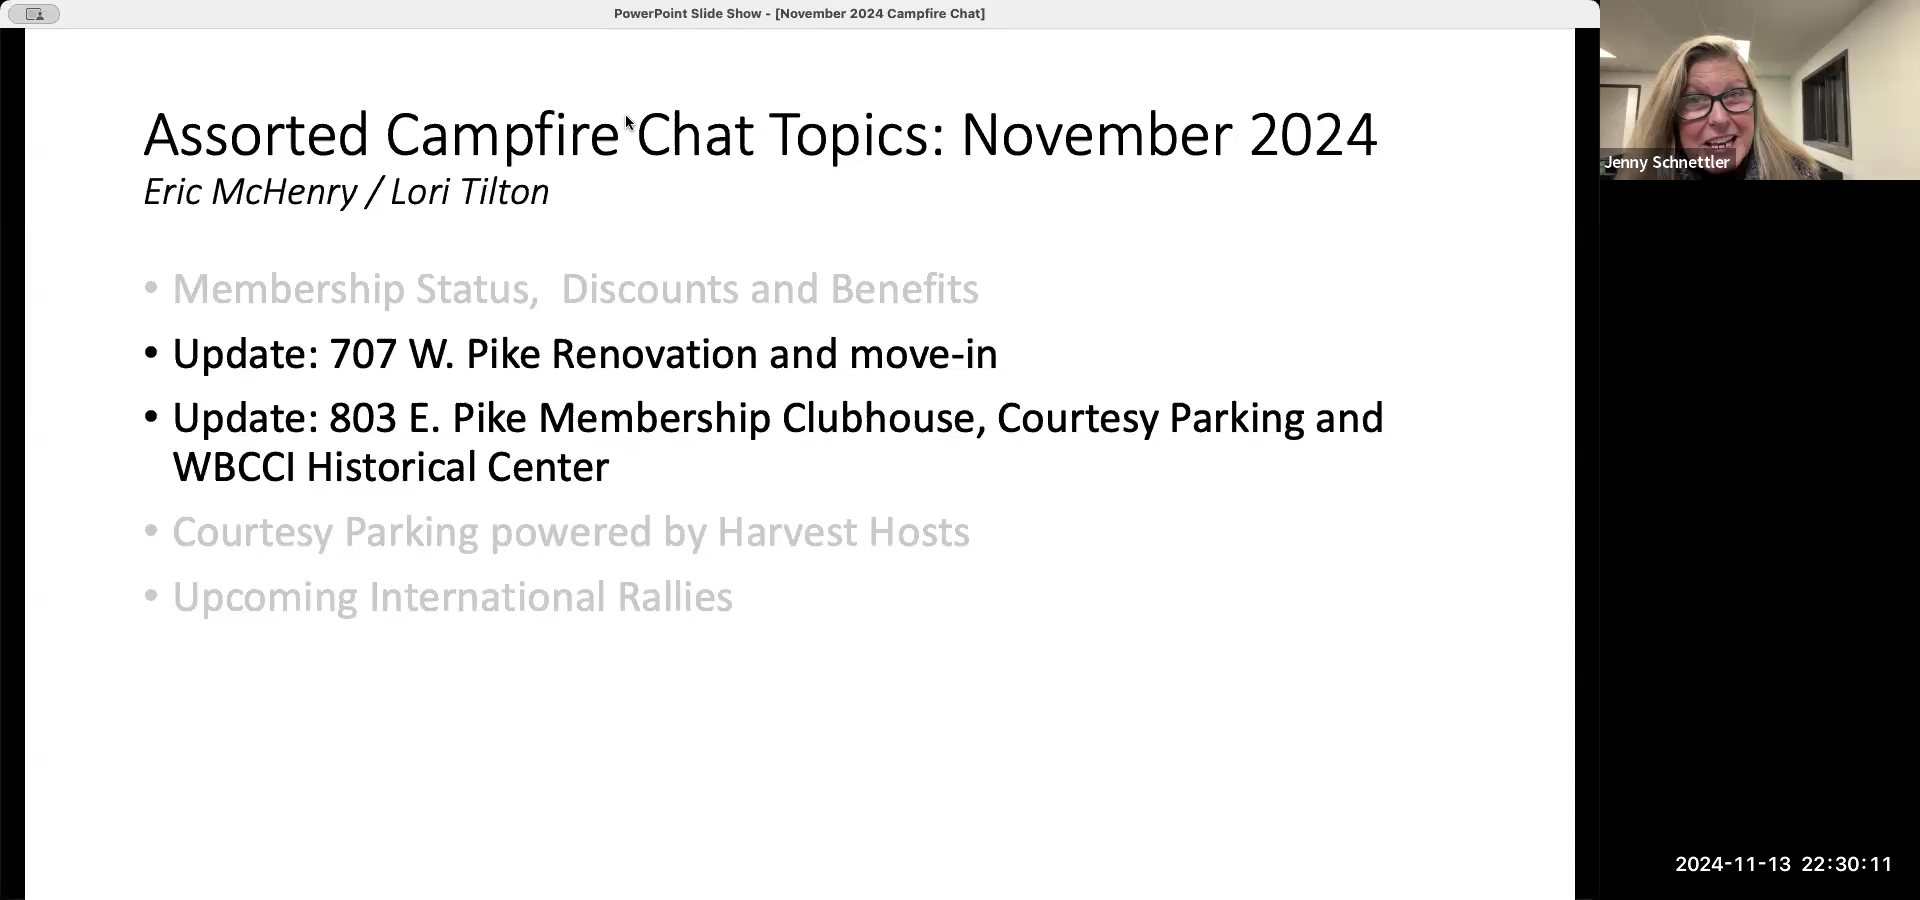 PowerPoint Slide Show - [November 2024 Campfire Chat]
Assorted Campfire Chat Topics: November 2024
Eric McHenry / Lori Tilton
• Membership Status,  Discounts and Benefits
• Update: 707 W. Pike Renovation and move-in
• Update: 803 E. Pike Membership Clubhouse, Courtesy Parking and
WBCCI Historical Center
• Courtesy Parking powered by Harvest Hosts
• Upcoming International Rallies
Jenny Schnettler
2024-11-13 22:30:11